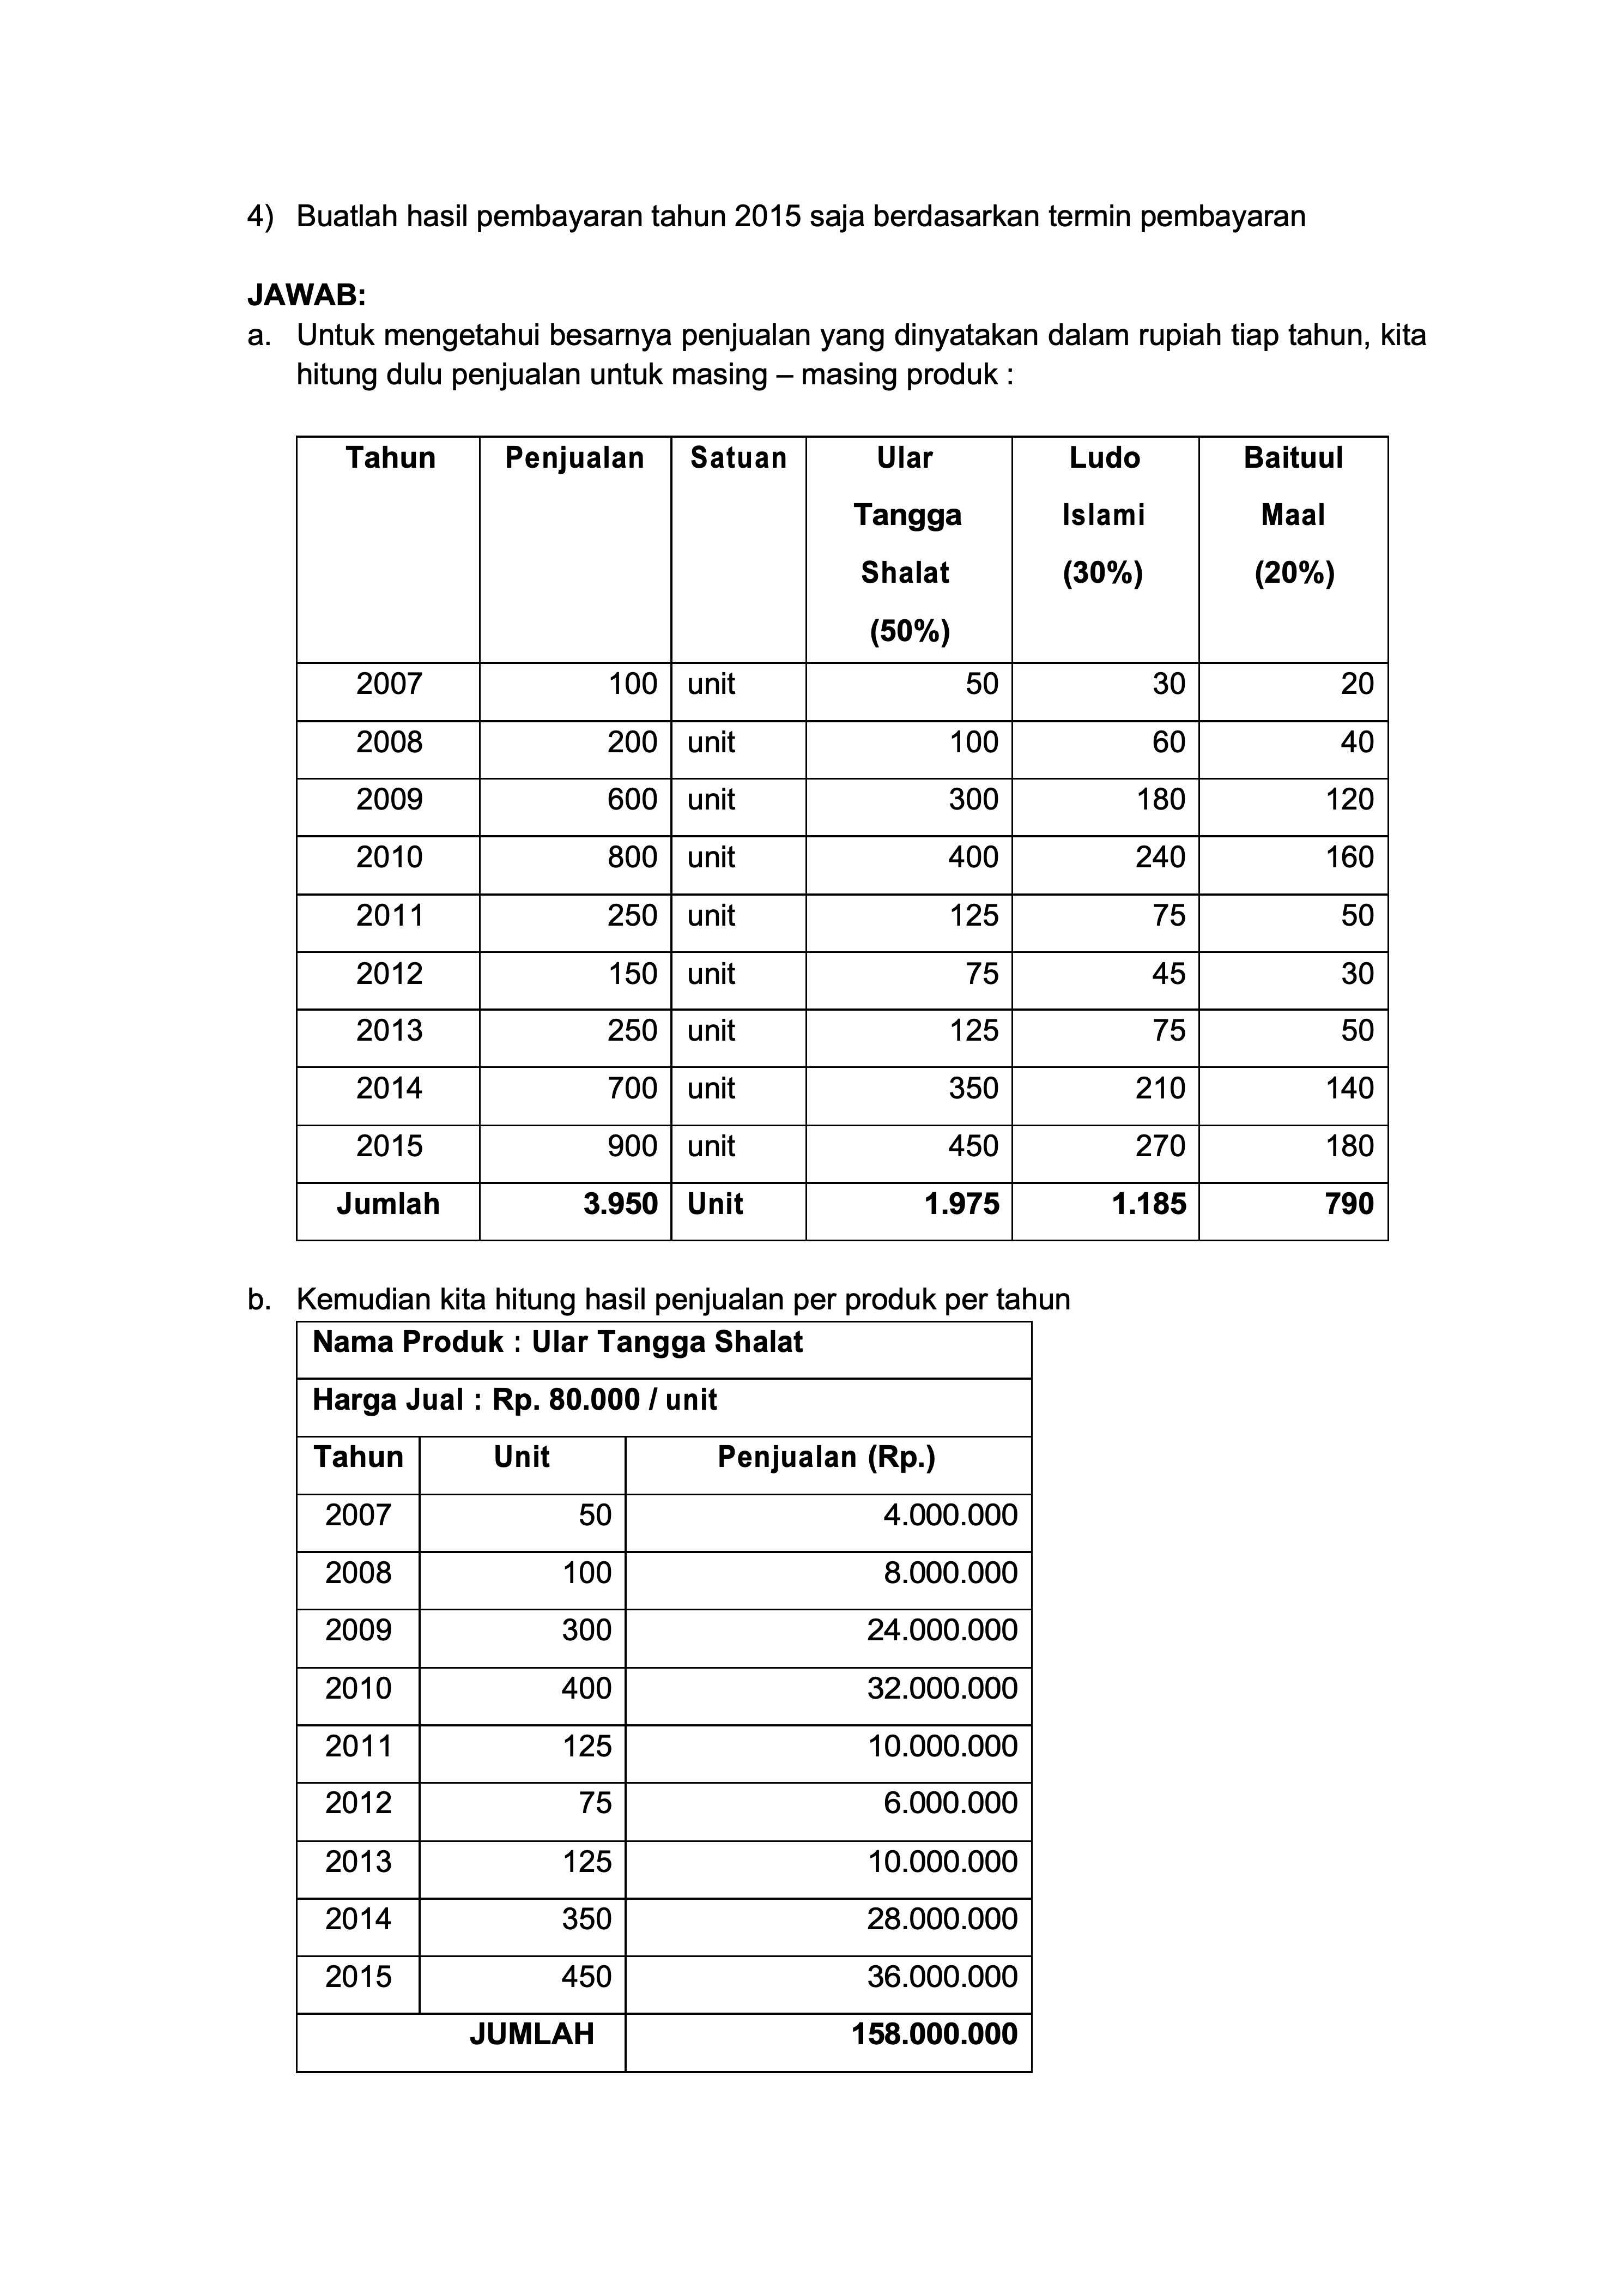 4) Buatlah hasil pembayaran tahun 2015 saja berdasarkan termin pembayaran
JAWAB:
a. Untuk mengetahui besarnya penjualan yang dinyatakan dalam rupiah tiap tahun, kita
hitung dulu penjualan untuk masing – masing produk :
Tahun Penjualan Satuan Ular Ludo Baituul
Tangga Islami Maal
Shalat (30%) (20%)
(50%)
2007 100 unit 50 30 20
2008 200 unit 100 60 40
2009 600 unit 300 180 120
2010 800 unit 400 240 160
2011 250 unit 125 75 50
2012 150 unit 75 45 30
2013 250 unit 125 75 50
2014 700 unit 350 210 140
2015 900 unit 450 270 180
Jumlah 3.950 Unit 1.975 1.185 790
b. Kemudian kita hitung hasil penjualan per produk per tahun
Nama Produk : Ular Tangga Shalat
Harga Jual : Rp. 80.000 / unit
Tahun Unit Penjualan (Rp.)
2007 50 4.000.000
2008 100 8.000.000
2009 300 24.000.000
2010 400 32.000.000
2011 125 10.000.000
2012 75 6.000.000
2013 125 10.000.000
2014 350 28.000.000
2015 450 36.000.000
JUMLAH 158.000.000